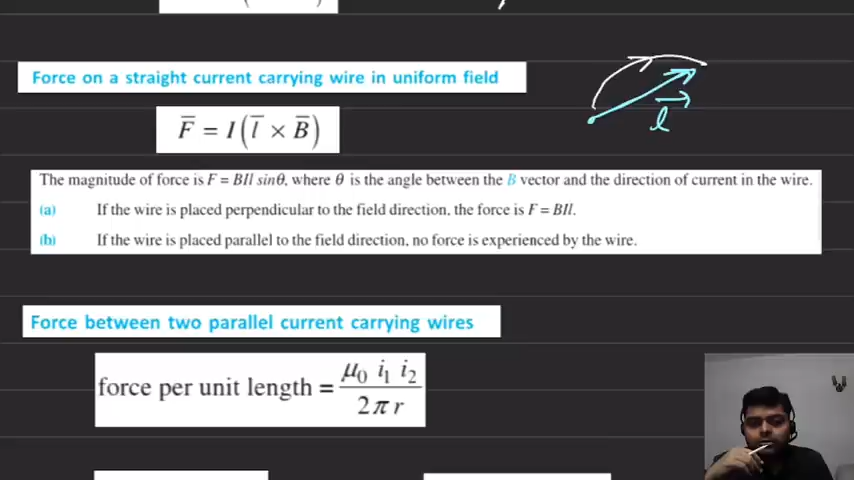 Force on a straight current carrying wire in uniform field
F̅ = I(l̅ × B̅)
l⃗
The magnitude of force is F = BIl sinθ, where θ is the angle between the B vector and the direction of current in the wire.
(a) If the wire is placed perpendicular to the field direction, the force is F = BIl.
(b) If the wire is placed parallel to the field direction, no force is experienced by the wire.
Force between two parallel current carrying wires
force per unit length = μ₀ i₁ i₂ / 2π r